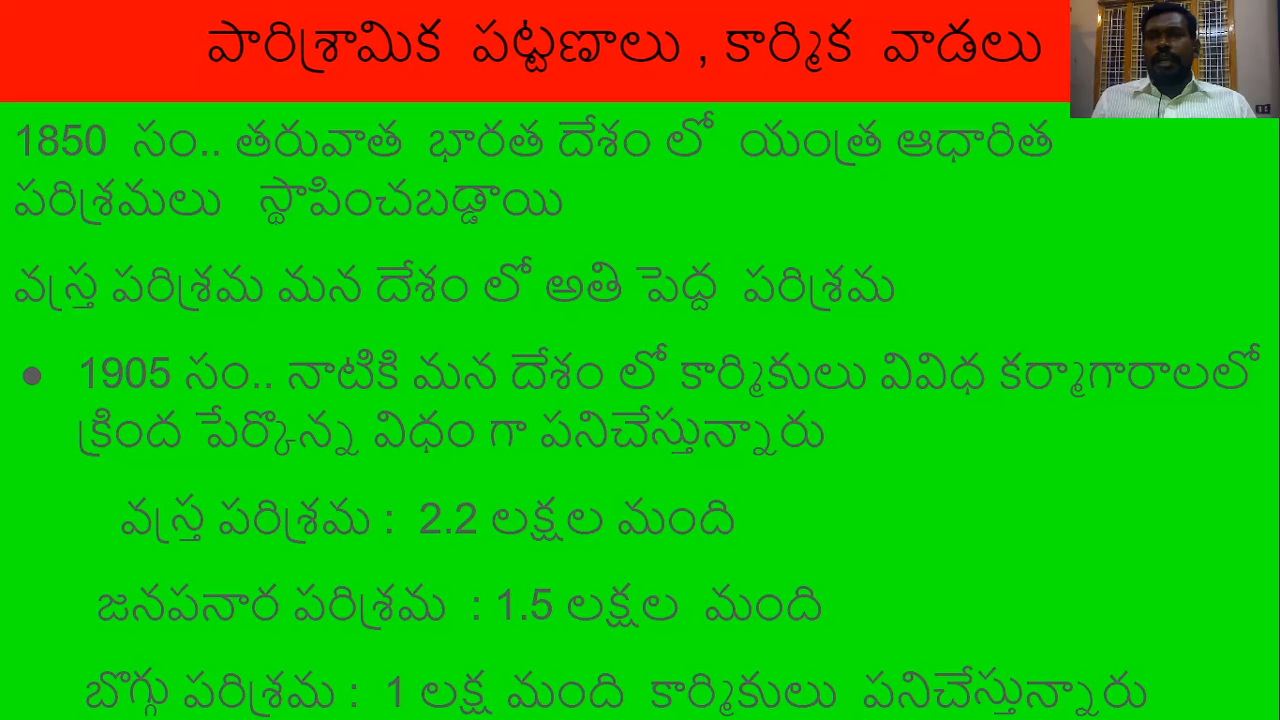 పారిశ్రామిక పట్టణాలు , కార్మిక వాడలు
1850 సం.. తరువాత భారత దేశం లో యంత్ర ఆధారిత
పరిశ్రమలు స్థాపించబడ్డాయి
వస్త్ర పరిశ్రమ మన దేశం లో అతి పెద్ద పరిశ్రమ
● 1905 సం.. నాటికి మన దేశం లో కార్మికులు వివిధ కర్మాగారాలలో
క్రింద పేర్కొన్న విధం గా పనిచేస్తున్నారు
వస్త్ర పరిశ్రమ : 2.2 లక్షల మంది
జనపనార పరిశ్రమ : 1.5 లక్షల మంది
బొగ్గు పరిశ్రమ : 1 లక్ష మంది కార్మికులు పనిచేస్తున్నారు